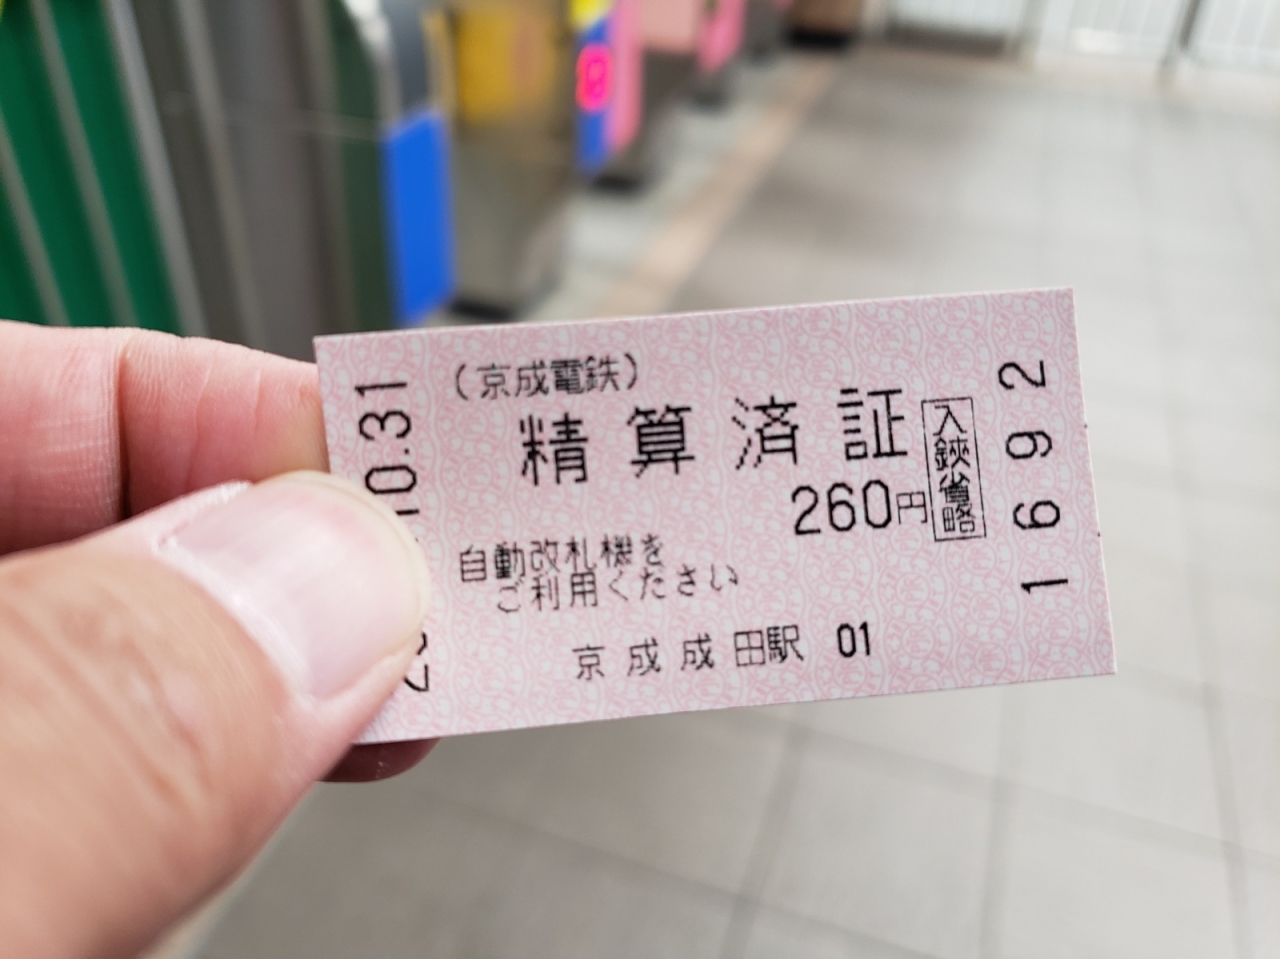 （京成電鉄）
精算済証
260円
入鋏省略
自動改札機を
ご利用ください
京成成田駅 01
10.31
1692